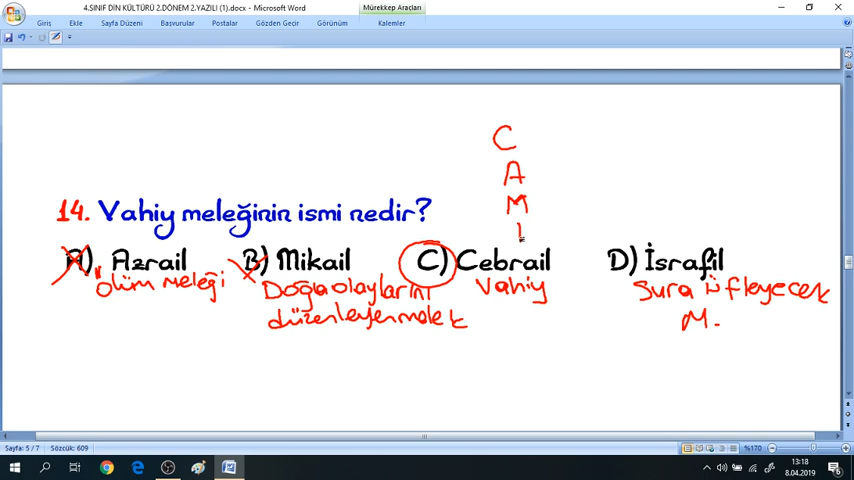 4.SINIF DİN KÜLTÜRÜ 2.DÖNEM 2.YAZILI (1).docx - Microsoft Word
Mürekkep Araçları
Giriş Ekle Sayfa Düzeni Başvurular Postalar Gözden Geçir Görünüm Kalemler
C
A
M
İ
14. Vahiy meleğinin ismi nedir?
A) Azrail B) Mikail C) Cebrail D) İsrafil
ölüm meleği Doğa olaylarını Vahiy Sura üfleyecek
düzenleyen melek M.
Sayfa: 5 / 7 Sözcük: 609 %170
13:18
8.04.2019